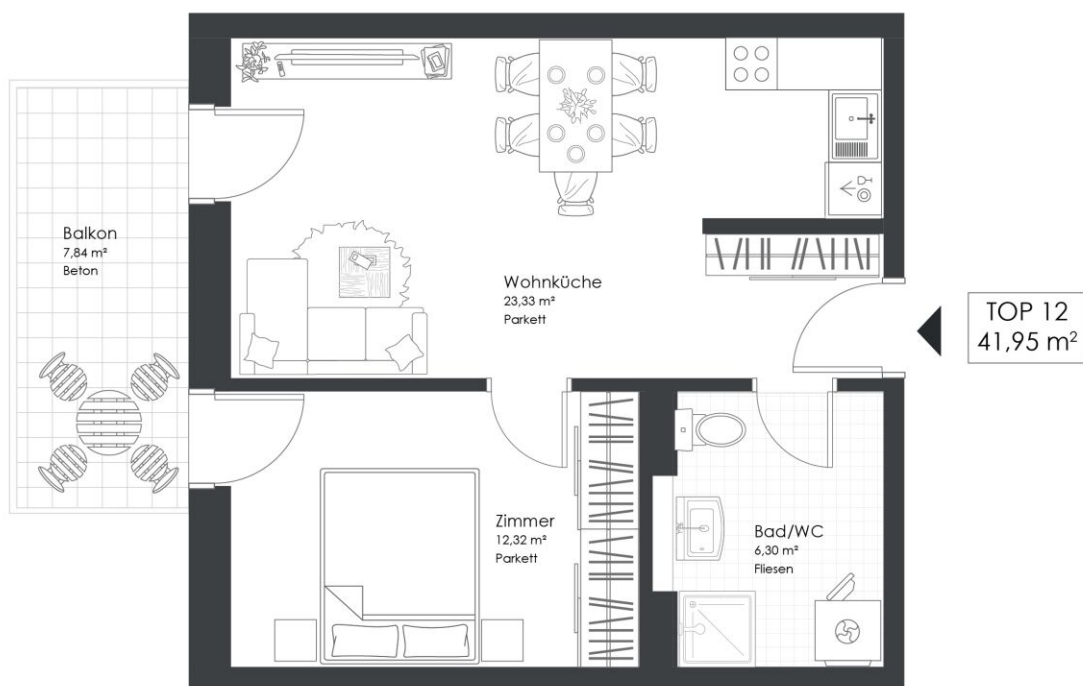 Balkon
7,84 m²
Beton
Wohnküche
23,33 m²
Parkett
TOP 12
41,95 m²
Zimmer
12,32 m²
Parkett
Bad/WC
6,30 m²
Fliesen